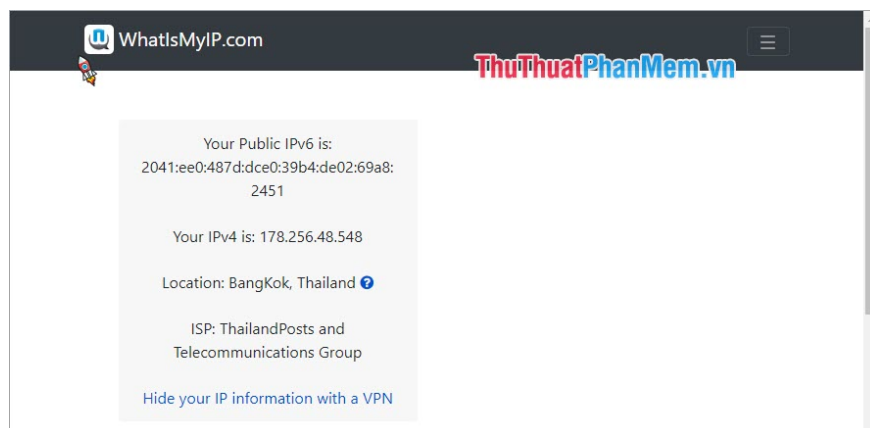 WhatIsMyIP.com
ThuThuatPhanMem.vn
Your Public IPv6 is:
2041:ee0:487d:dce0:39b4:de02:69a8:
2451
Your IPv4 is: 178.256.48.548
Location: BangKok, Thailand
ISP: ThailandPosts and
Telecommunications Group
Hide your IP information with a VPN